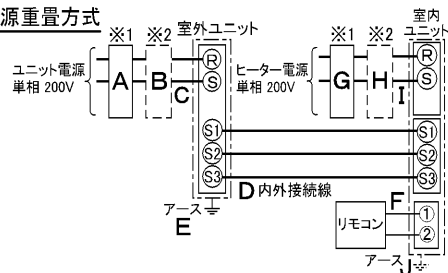 源重畳方式
※1 ※2 室外ユニット ※1 ※2 室内ユニット
ユニット電源
単相 200V
A B C R S
ヒーター電源
単相 200V
G H I R S
S1 S1
S2 S2
S3 S3
D 内外接続線
アース
E
F
リモコン ① ②
アース J